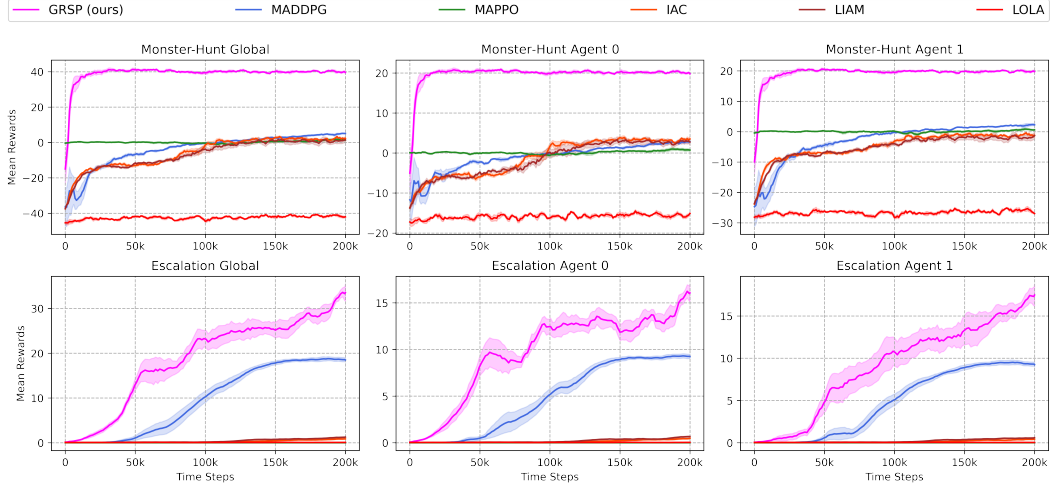 GRSP (ours) MADDPG MAPPO IAC LIAM LOLA
Monster-Hunt Global Monster-Hunt Agent 0 Monster-Hunt Agent 1
Mean Rewards
40
20
0
−20
−40
0 50k 100k 150k 200k
20
10
0
−10
−20
0 50k 100k 150k 200k
20
10
0
−10
−20
−30
0 50k 100k 150k 200k
Escalation Global Escalation Agent 0 Escalation Agent 1
Mean Rewards
30
20
10
0
0 50k 100k 150k 200k
Time Steps
15
10
5
0
0 50k 100k 150k 200k
Time Steps
15
10
5
0
0 50k 100k 150k 200k
Time Steps